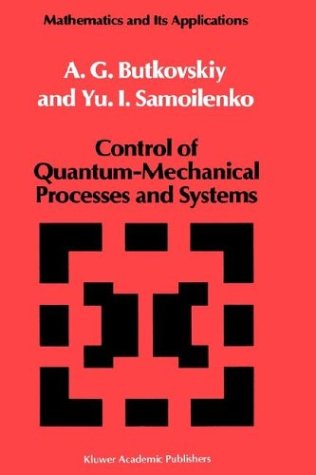 Mathematics and Its Applications
A. G. Butkovskiy
and Yu. I. Samoilenko
Control of
Quantum-Mechanical
Processes and Systems
Kluwer Academic Publishers